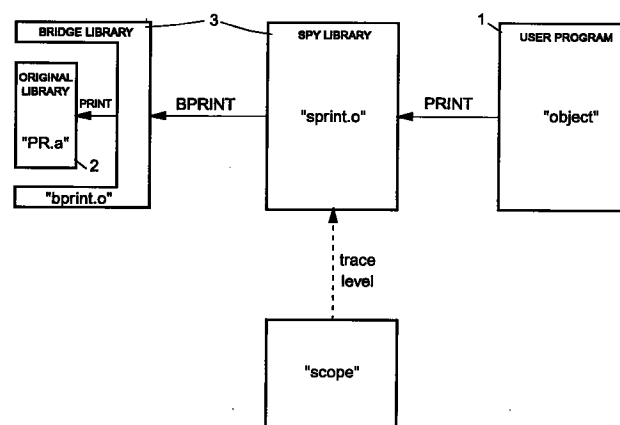 BRIDGE LIBRARY
3
SPY LIBRARY
1
USER PROGRAM
ORIGINAL
LIBRARY
PRINT
BPRINT
"sprint.o"
PRINT
"object"
"PR.a"
2
"bprint.o"
trace
level
"scope"